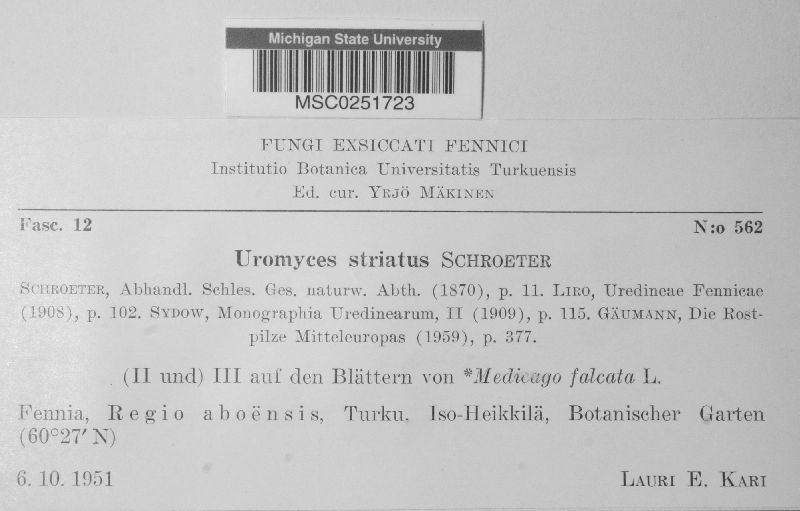 Michigan State University
MSC0251723
FUNGI EXSICCATI FENNICI
Institutio Botanica Universitatis Turkuensis
Ed. cur. YRJÖ MÄKINEN
Fasc. 12 N:o 562
Uromyces striatus SCHROETER
SCHROETER, Abhandl. Schles. Ges. naturw. Abth. (1870), p. 11. LIRO, Uredineae Fennicae
(1908), p. 102. SYDOW, Monographia Uredinearum, II (1909), p. 115. GÄUMANN, Die Rost-
pilze Mitteleuropas (1959), p. 377.
(II und) III auf den Blättern von *Medicago falcata L.
Fennia, Regio aboënsis, Turku. Iso-Heikkilä, Botanischer Garten
(60°27′ N)
6. 10. 1951 LAURI E. KARI